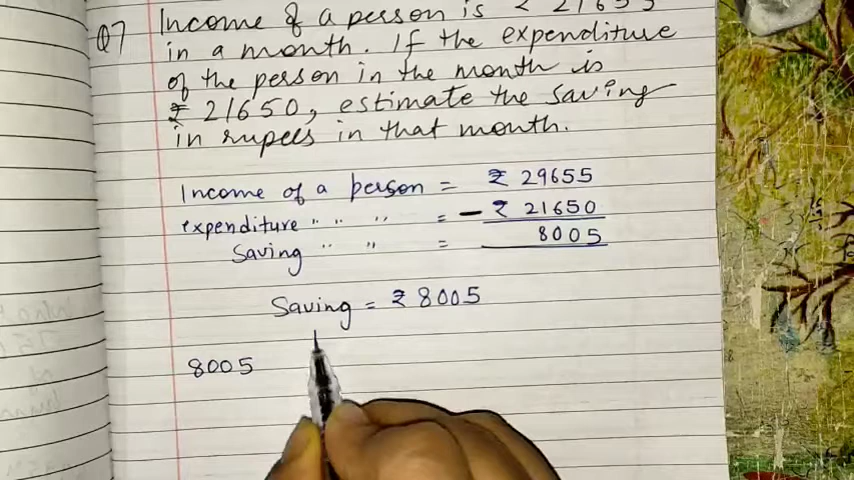 Q7 Income of a person is ₹
in a month. If the expenditure
of the person in the month is
₹ 21650, estimate the saving
in rupees in that month.
Income of a person = ₹ 29655
expenditure " " " = - ₹ 21650
Saving " " = 8005
Saving = ₹ 8005
8005